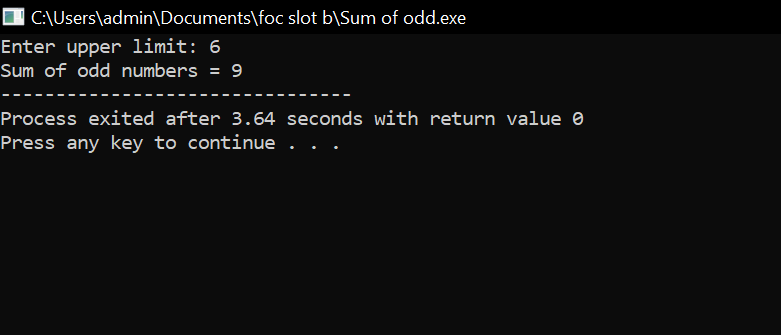 C:\Users\admin\Documents\foc slot b\Sum of odd.exe
Enter upper limit: 6
Sum of odd numbers = 9
--------------------------------
Process exited after 3.64 seconds with return value 0
Press any key to continue . . .